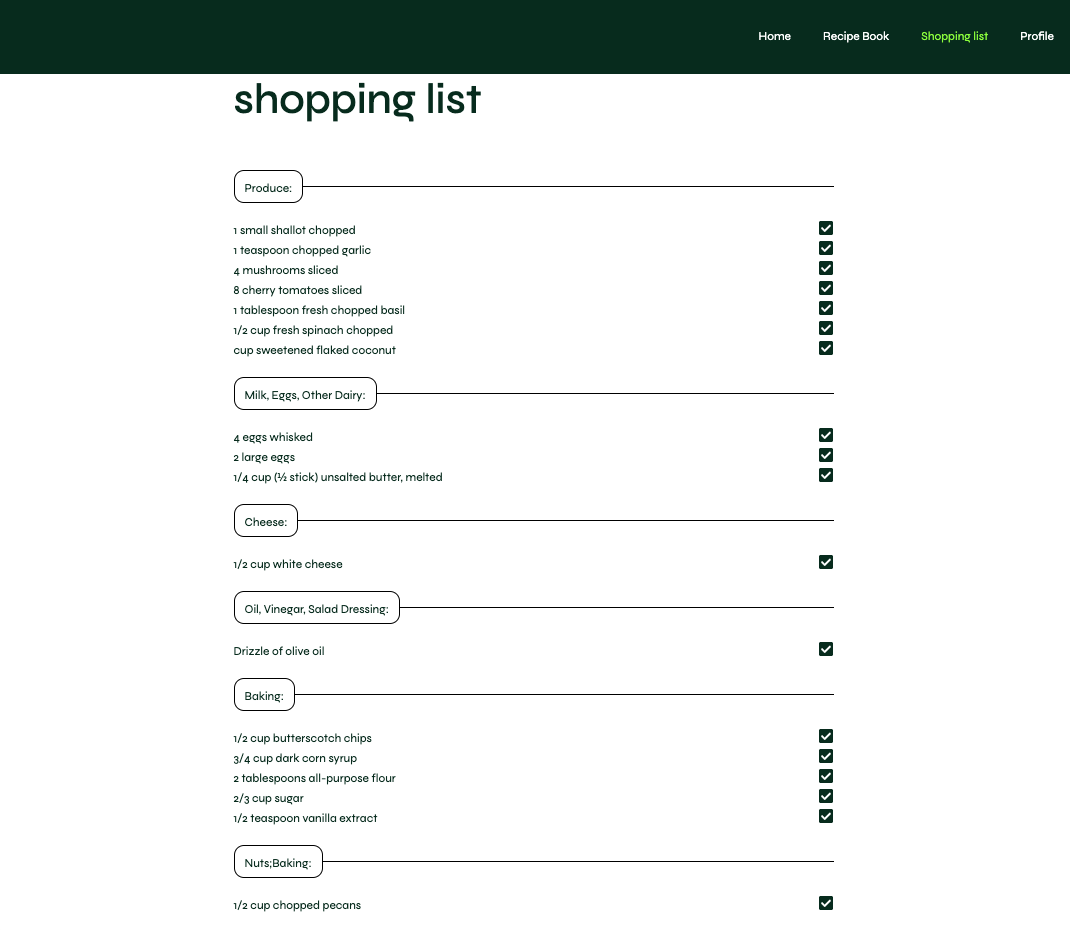 Home Recipe Book Shopping list Profile
shopping list
Produce:
1 small shallot chopped
1 teaspoon chopped garlic
4 mushrooms sliced
8 cherry tomatoes sliced
1 tablespoon fresh chopped basil
1/2 cup fresh spinach chopped
cup sweetened flaked coconut
Milk, Eggs, Other Dairy:
4 eggs whisked
2 large eggs
1/4 cup (½ stick) unsalted butter, melted
Cheese:
1/2 cup white cheese
Oil, Vinegar, Salad Dressing:
Drizzle of olive oil
Baking:
1/2 cup butterscotch chips
3/4 cup dark corn syrup
2 tablespoons all-purpose flour
2/3 cup sugar
1/2 teaspoon vanilla extract
Nuts;Baking:
1/2 cup chopped pecans